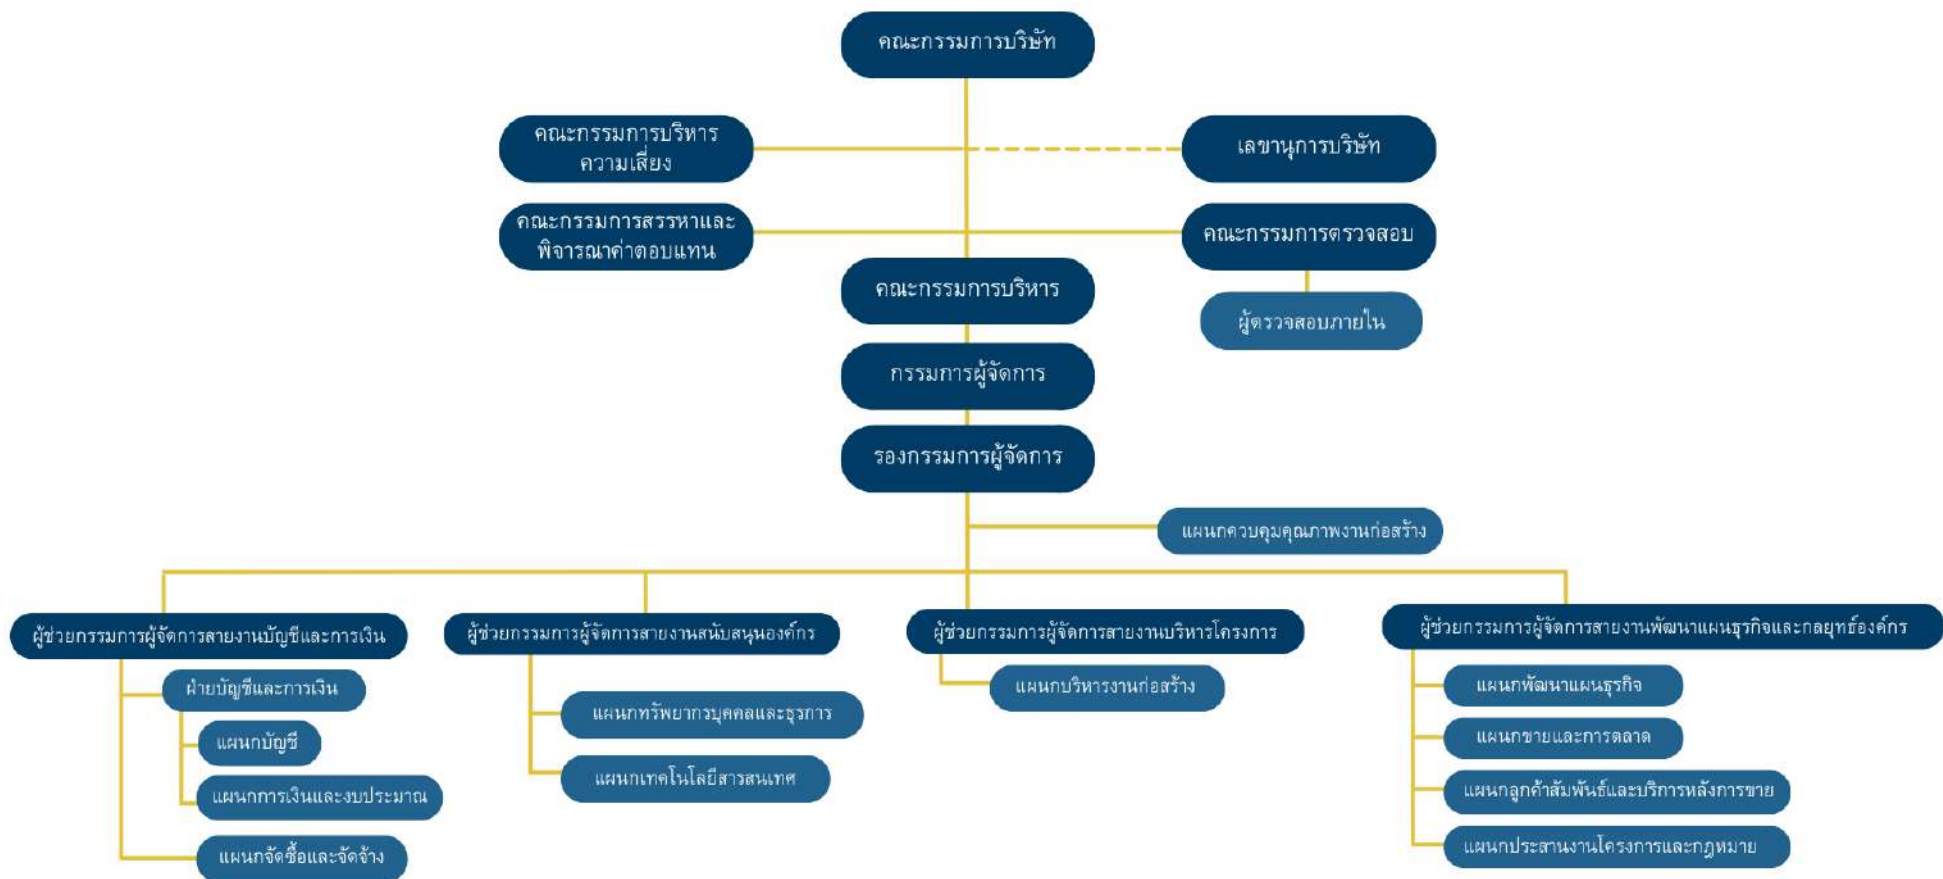 คณะกรรมการบริษัท
คณะกรรมการบริหาร
ความเสี่ยง
เลขานุการบริษัท
คณะกรรมการสรรหาและ
พิจารณาค่าตอบแทน
คณะกรรมการตรวจสอบ
คณะกรรมการบริหาร
ผู้ตรวจสอบภายใน
กรรมการผู้จัดการ
รองกรรมการผู้จัดการ
แผนกควบคุมคุณภาพงานก่อสร้าง
ผู้ช่วยกรรมการผู้จัดการสายงานบัญชีและการเงิน
ฝ่ายบัญชีและการเงิน
แผนกบัญชี
แผนกการเงินและงบประมาณ
แผนกจัดซื้อและจัดจ้าง
ผู้ช่วยกรรมการผู้จัดการสายงานสนับสนุนองค์กร
แผนกทรัพยากรบุคคลและธุรการ
แผนกเทคโนโลยีสารสนเทศ
ผู้ช่วยกรรมการผู้จัดการสายงานบริหารโครงการ
แผนกบริหารงานก่อสร้าง
ผู้ช่วยกรรมการผู้จัดการสายงานพัฒนาแผนธุรกิจและกลยุทธ์องค์กร
แผนกพัฒนาแผนธุรกิจ
แผนกขายและการตลาด
แผนกลูกค้าสัมพันธ์และบริการหลังการขาย
แผนกประสานงานโครงการและกฎหมาย